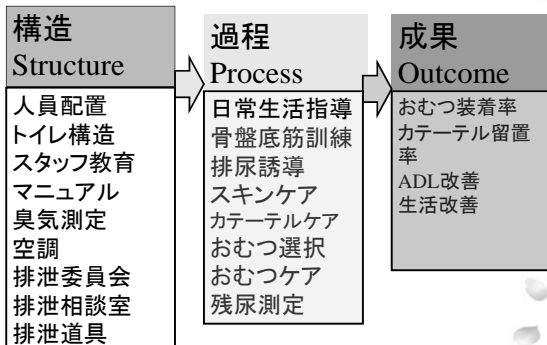 構造
Structure
人員配置
トイレ構造
スタッフ教育
マニュアル
臭気測定
空調
排泄委員会
排泄相談室
排泄道具
過程
Process
日常生活指導
骨盤底筋訓練
排尿誘導
スキンケア
カテーテルケア
おむつ選択
おむつケア
残尿測定
成果
Outcome
おむつ装着率
カテーテル留置
率
ADL改善
生活改善